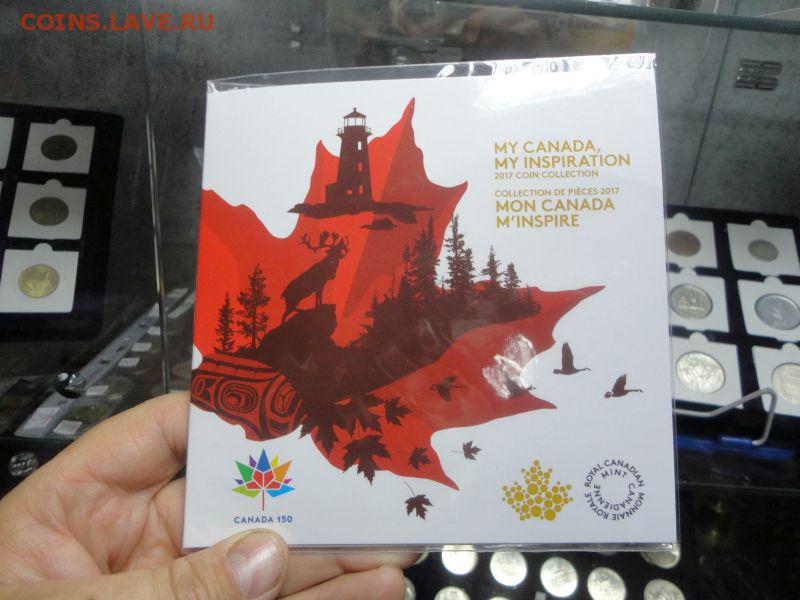 COINS.LAVE.RU
MY CANADA,
MY INSPIRATION
2017 COIN COLLECTION
COLLECTION DE PIÈCES 2017
MON CANADA
M'INSPIRE
CANADA 150
ROYAL CANADIAN MINT
MONNAIE ROYALE CANADIENNE